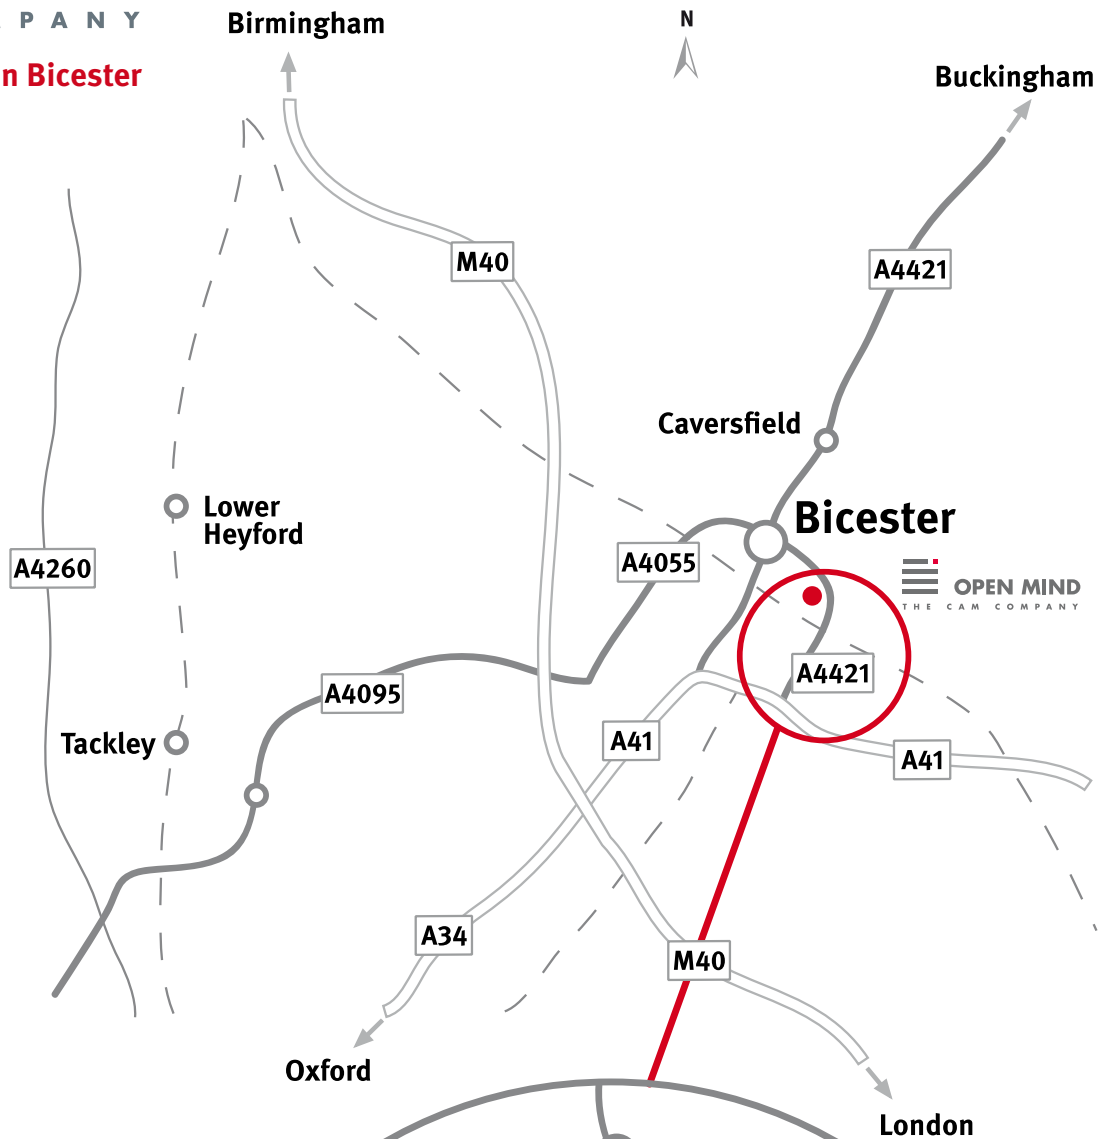 PANY
n Bicester
Birmingham
N
Buckingham
M40
A4421
Caversfield
Bicester
Lower
Heyford
A4260
A4055
OPEN MIND
THE CAM COMPANY
A4421
A4095
Tackley
A41
A41
A34
M40
Oxford
London